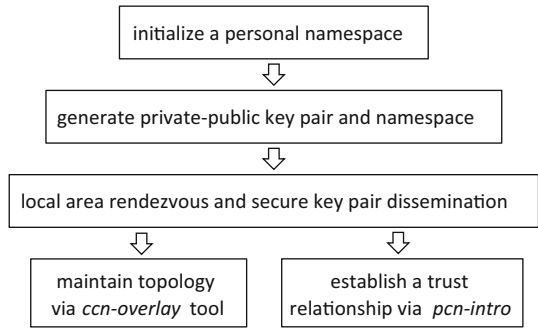 initialize a personal namespace
generate private-public key pair and namespace
local area rendezvous and secure key pair dissemination
maintain topology
via ccn-overlay tool
establish a trust
relationship via pcn-intro